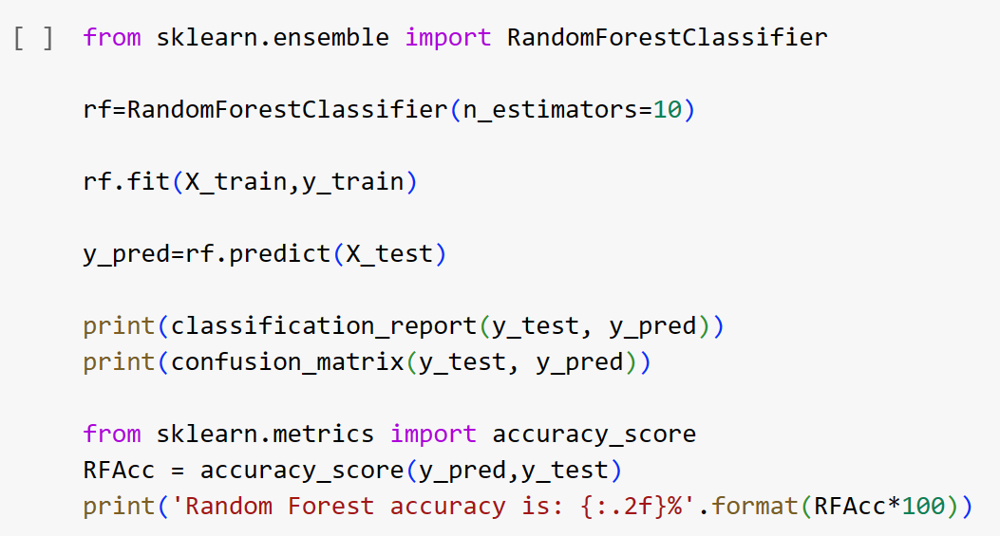 [ ] from sklearn.ensemble import RandomForestClassifier
rf=RandomForestClassifier(n_estimators=10)
rf.fit(X_train,y_train)
y_pred=rf.predict(X_test)
print(classification_report(y_test, y_pred))
print(confusion_matrix(y_test, y_pred))
from sklearn.metrics import accuracy_score
RFAcc = accuracy_score(y_pred,y_test)
print('Random Forest accuracy is: {:.2f}%'.format(RFAcc*100))